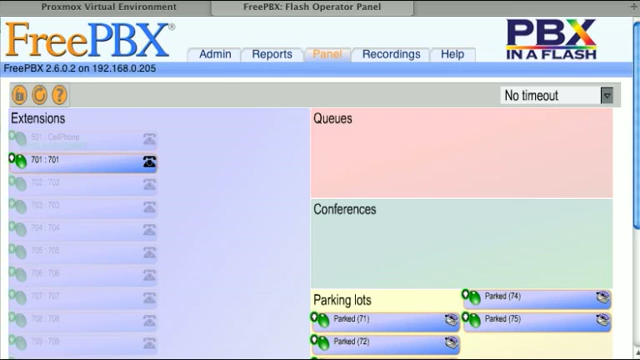 Proxmox Virtual Environment
FreePBX: Flash Operator Panel
FreePBX®
PBX
IN A FLASH
Admin
Reports
Panel
Recordings
Help
FreePBX 2.6.0.2 on 192.168.0.205
No timeout
Extensions
501 : CellPhone
701 : 701
702 : 702
703 : 703
704 : 704
705 : 705
706 : 706
707 : 707
708 : 708
709 : 709
Queues
Conferences
Parking lots
Parked (71)
Parked (72)
Parked (74)
Parked (75)